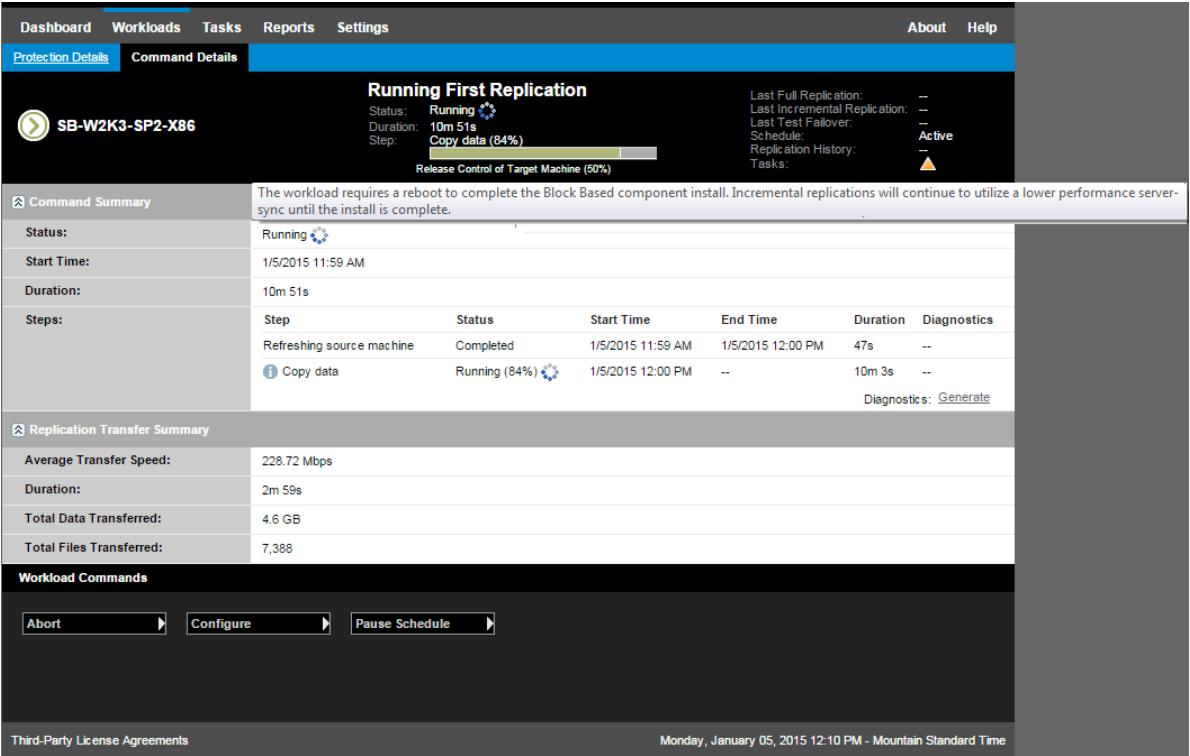 Dashboard Workloads Tasks Reports Settings About Help
Protection Details Command Details
Running First Replication
SB-W2K3-SP2-X86
Status: Running
Duration: 10m 51s
Step: Copy data (84%)
Release Control of Target Machine (50%)
Last Full Replication: --
Last Incremental Replication: --
Last Test Failover: --
Schedule: Active
Replication History: --
Tasks:
The workload requires a reboot to complete the Block Based component install. Incremental replications will continue to utilize a lower performance server-
sync until the install is complete.
Command Summary
Status: Running
Start Time: 1/5/2015 11:59 AM
Duration: 10m 51s
Steps: Step Status Start Time End Time Duration Diagnostics
Refreshing source machine Completed 1/5/2015 11:59 AM 1/5/2015 12:00 PM 47s --
Copy data Running (84%) 1/5/2015 12:00 PM -- 10m 3s --
Diagnostics: Generate
Replication Transfer Summary
Average Transfer Speed: 228.72 Mbps
Duration: 2m 59s
Total Data Transferred: 4.6 GB
Total Files Transferred: 7,388
Workload Commands
Abort Configure Pause Schedule
Third-Party License Agreements Monday, January 05, 2015 12:10 PM - Mountain Standard Time